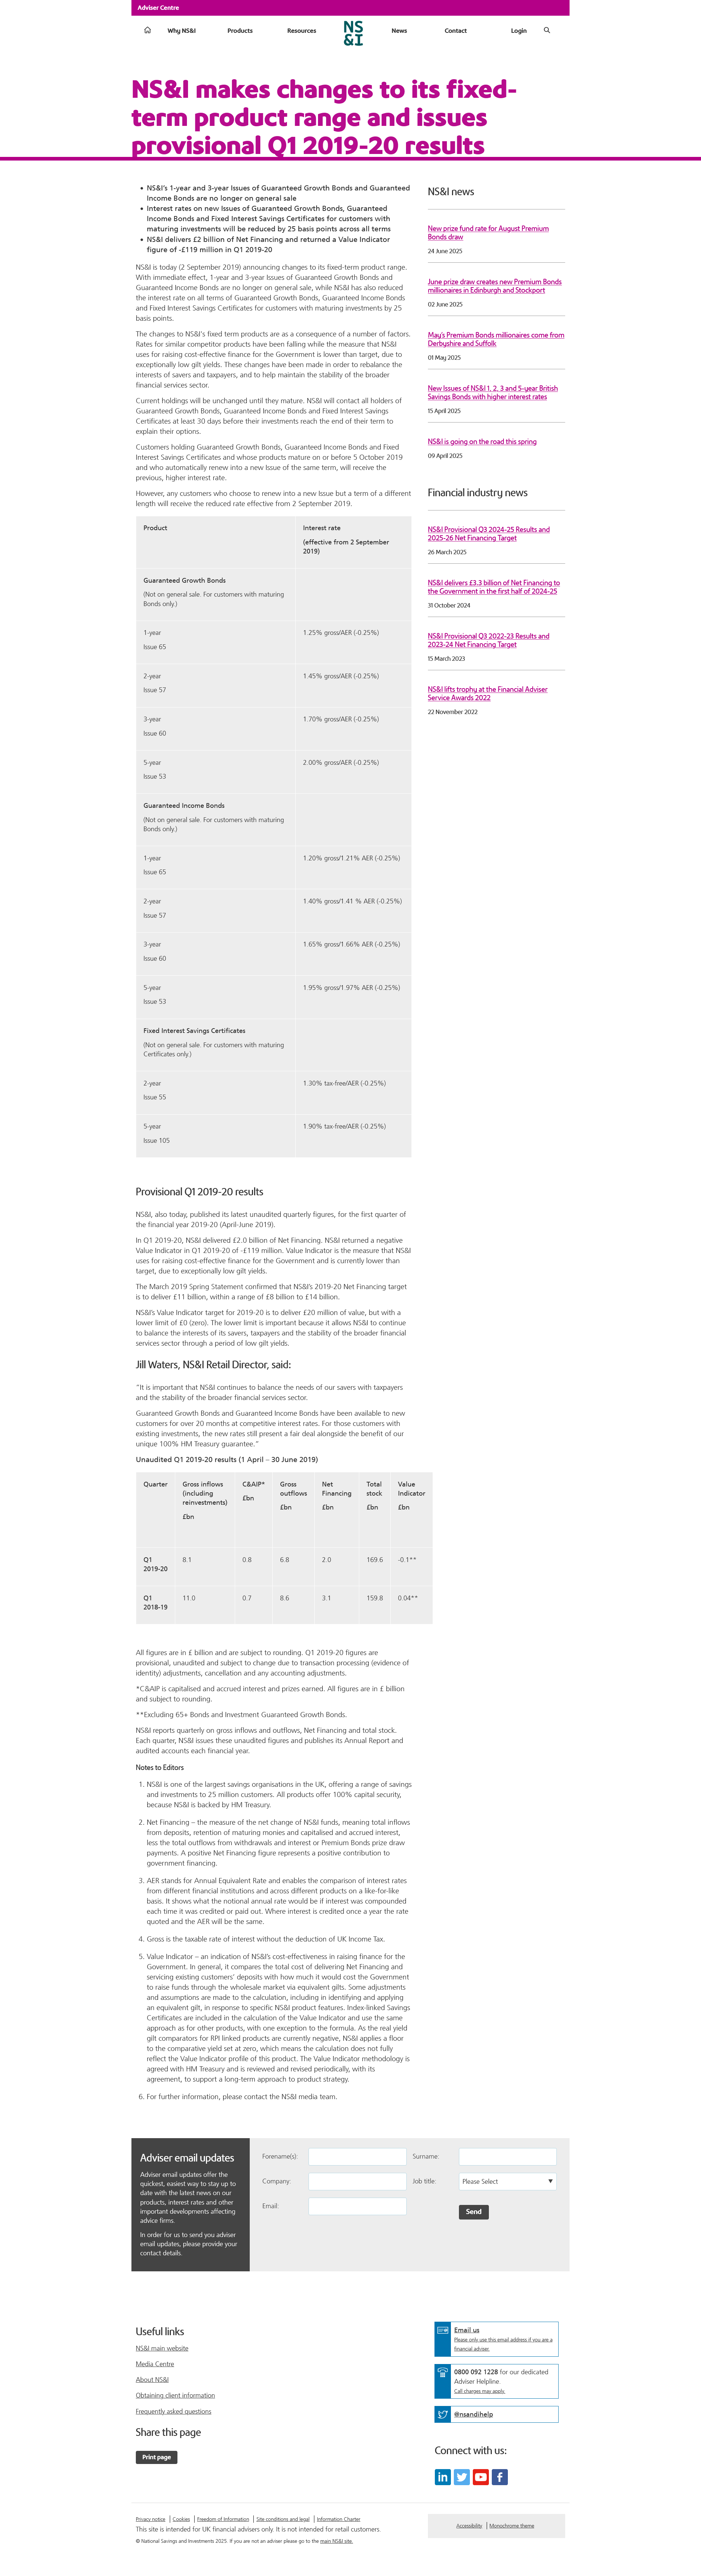 Adviser Centre
Why NS&I
Products
Resources
NS
&I
News
Contact
Login
NS&I makes changes to its fixed-
term product range and issues
provisional Q1 2019-20 results
• NS&I's 1-year and 3-year Issues of Guaranteed Growth Bonds and Guaranteed
Income Bonds are no longer on general sale
• Interest rates on new Issues of Guaranteed Growth Bonds, Guaranteed
Income Bonds and Fixed Interest Savings Certificates for customers with
maturing investments will be reduced by 25 basis points across all terms
• NS&I delivers £2 billion of Net Financing and returned a Value Indicator
figure of -£119 million in Q1 2019-20
NS&I is today (2 September 2019) announcing changes to its fixed-term product range.
With immediate effect, 1-year and 3-year Issues of Guaranteed Growth Bonds and
Guaranteed Income Bonds are no longer on general sale, while NS&I has also reduced
the interest rate on all terms of Guaranteed Growth Bonds, Guaranteed Income Bonds
and Fixed Interest Savings Certificates for customers with maturing investments by 25
basis points.
The changes to NS&I's fixed term products are as a consequence of a number of factors.
Rates for similar competitor products have been falling while the measure that NS&I
uses for raising cost-effective finance for the Government is lower than target, due to
exceptionally low gilt yields. These changes have been made in order to rebalance the
interests of savers and taxpayers, and to help maintain the stability of the broader
financial services sector.
Current holdings will be unchanged until they mature. NS&I will contact all holders of
Guaranteed Growth Bonds, Guaranteed Income Bonds and Fixed Interest Savings
Certificates at least 30 days before their investments reach the end of their term to
explain their options.
Customers holding Guaranteed Growth Bonds, Guaranteed Income Bonds and Fixed
Interest Savings Certificates and whose products mature on or before 5 October 2019
and who automatically renew into a new Issue of the same term, will receive the
previous, higher interest rate.
However, any customers who choose to renew into a new Issue but a term of a different
length will receive the reduced rate effective from 2 September 2019.
Product
Interest rate
(effective from 2 September
2019)
Guaranteed Growth Bonds
(Not on general sale. For customers with maturing
Bonds only.)
1-year
Issue 65
1.25% gross/AER (-0.25%)
2-year
Issue 57
1.45% gross/AER (-0.25%)
3-year
Issue 60
1.70% gross/AER (-0.25%)
5-year
Issue 53
2.00% gross/AER (-0.25%)
Guaranteed Income Bonds
(Not on general sale. For customers with maturing
Bonds only.)
1-year
Issue 65
1.20% gross/1.21% AER (-0.25%)
2-year
Issue 57
1.40% gross/1.41 % AER (-0.25%)
3-year
Issue 60
1.65% gross/1.66% AER (-0.25%)
5-year
Issue 53
1.95% gross/1.97% AER (-0.25%)
Fixed Interest Savings Certificates
(Not on general sale. For customers with maturing
Certificates only.)
2-year
Issue 55
1.30% tax-free/AER (-0.25%)
5-year
Issue 105
1.90% tax-free/AER (-0.25%)
Provisional Q1 2019-20 results
NS&I, also today, published its latest unaudited quarterly figures, for the first quarter of
the financial year 2019-20 (April-June 2019).
In Q1 2019-20, NS&I delivered £2.0 billion of Net Financing. NS&I returned a negative
Value Indicator in Q1 2019-20 of -£119 million. Value Indicator is the measure that NS&I
uses for raising cost-effective finance for the Government and is currently lower than
target, due to exceptionally low gilt yields.
The March 2019 Spring Statement confirmed that NS&I's 2019-20 Net Financing target
is to deliver £11 billion, within a range of £8 billion to £14 billion.
NS&I's Value Indicator target for 2019-20 is to deliver £20 million of value, but with a
lower limit of £0 (zero). The lower limit is important because it allows NS&I to continue
to balance the interests of its savers, taxpayers and the stability of the broader financial
services sector through a period of low gilt yields.
Jill Waters, NS&I Retail Director, said:
"It is important that NS&I continues to balance the needs of our savers with taxpayers
and the stability of the broader financial services sector.
Guaranteed Growth Bonds and Guaranteed Income Bonds have been available to new
customers for over 20 months at competitive interest rates. For those customers with
existing investments, the new rates still present a fair deal alongside the benefit of our
unique 100% HM Treasury guarantee."
Unaudited Q1 2019-20 results (1 April – 30 June 2019)
Quarter
Gross inflows
(including
reinvestments)
£bn
C&AIP*
£bn
Gross
outflows
£bn
Net
Financing
£bn
Total
stock
£bn
Value
Indicator
£bn
Q1
2019-20
8.1
0.8
6.8
2.0
169.6
-0.1**
Q1
2018-19
11.0
0.7
8.6
3.1
159.8
0.04**
All figures are in £ billion and are subject to rounding. Q1 2019-20 figures are
provisional, unaudited and subject to change due to transaction processing (evidence of
identity) adjustments, cancellation and any accounting adjustments.
*C&AIP is capitalised and accrued interest and prizes earned. All figures are in £ billion
and subject to rounding.
**Excluding 65+ Bonds and Investment Guaranteed Growth Bonds.
NS&I reports quarterly on gross inflows and outflows, Net Financing and total stock.
Each quarter, NS&I issues these unaudited figures and publishes its Annual Report and
audited accounts each financial year.
Notes to Editors
1. NS&I is one of the largest savings organisations in the UK, offering a range of savings
and investments to 25 million customers. All products offer 100% capital security,
because NS&I is backed by HM Treasury.
2. Net Financing – the measure of the net change of NS&I funds, meaning total inflows
from deposits, retention of maturing monies and capitalised and accrued interest,
less the total outflows from withdrawals and interest or Premium Bonds prize draw
payments. A positive Net Financing figure represents a positive contribution to
government financing.
3. AER stands for Annual Equivalent Rate and enables the comparison of interest rates
from different financial institutions and across different products on a like-for-like
basis. It shows what the notional annual rate would be if interest was compounded
each time it was credited or paid out. Where interest is credited once a year the rate
quoted and the AER will be the same.
4. Gross is the taxable rate of interest without the deduction of UK Income Tax.
5. Value Indicator – an indication of NS&I's cost-effectiveness in raising finance for the
Government. In general, it compares the total cost of delivering Net Financing and
servicing existing customers' deposits with how much it would cost the Government
to raise funds through the wholesale market via equivalent gilts. Some adjustments
and assumptions are made to the calculation, including in identifying and applying
an equivalent gilt, in response to specific NS&I product features. Index-linked Savings
Certificates are included in the calculation of the Value Indicator and use the same
approach as for other products, with one exception to the formula. As the real yield
gilt comparators for RPI linked products are currently negative, NS&I applies a floor
to the comparative yield set at zero, which means the calculation does not fully
reflect the Value Indicator profile of this product. The Value Indicator methodology is
agreed with HM Treasury and is reviewed and revised periodically, with its
agreement, to support a long-term approach to product strategy.
6. For further information, please contact the NS&I media team.
NS&I news
New prize fund rate for August Premium
Bonds draw
24 June 2025
June prize draw creates new Premium Bonds
millionaires in Edinburgh and Stockport
02 June 2025
May's Premium Bonds millionaires come from
Derbyshire and Suffolk
01 May 2025
New Issues of NS&I 1, 2, 3 and 5-year British
Savings Bonds with higher interest rates
15 April 2025
NS&I is going on the road this spring
09 April 2025
Financial industry news
NS&I Provisional Q3 2024-25 Results and
2025-26 Net Financing Target
26 March 2025
NS&I delivers £3.3 billion of Net Financing to
the Government in the first half of 2024-25
31 October 2024
NS&I Provisional Q3 2022-23 Results and
2023-24 Net Financing Target
15 March 2023
NS&I lifts trophy at the Financial Adviser
Service Awards 2022
22 November 2022
Adviser email updates
Adviser email updates offer the
quickest, easiest way to stay up to
date with the latest news on our
products, interest rates and other
important developments affecting
advice firms.
In order for us to send you adviser
email updates, please provide your
contact details.
Forename(s):
Surname:
Company:
Job title:
Please Select
Email:
Send
Useful links
NS&I main website
Media Centre
About NS&I
Obtaining client information
Frequently asked questions
Share this page
Print page
Email us
Please only use this email address if you are a
financial adviser.
0800 092 1228 for our dedicated
Adviser Helpline.
Call charges may apply.
@nsandihelp
Connect with us:
Privacy notice
Cookies
Freedom of Information
Site conditions and legal
Information Charter
This site is intended for UK financial advisers only. It is not intended for retail customers.
© National Savings and Investments 2025. If you are not an adviser please go to the main NS&I site.
Accessibility
Monochrome theme